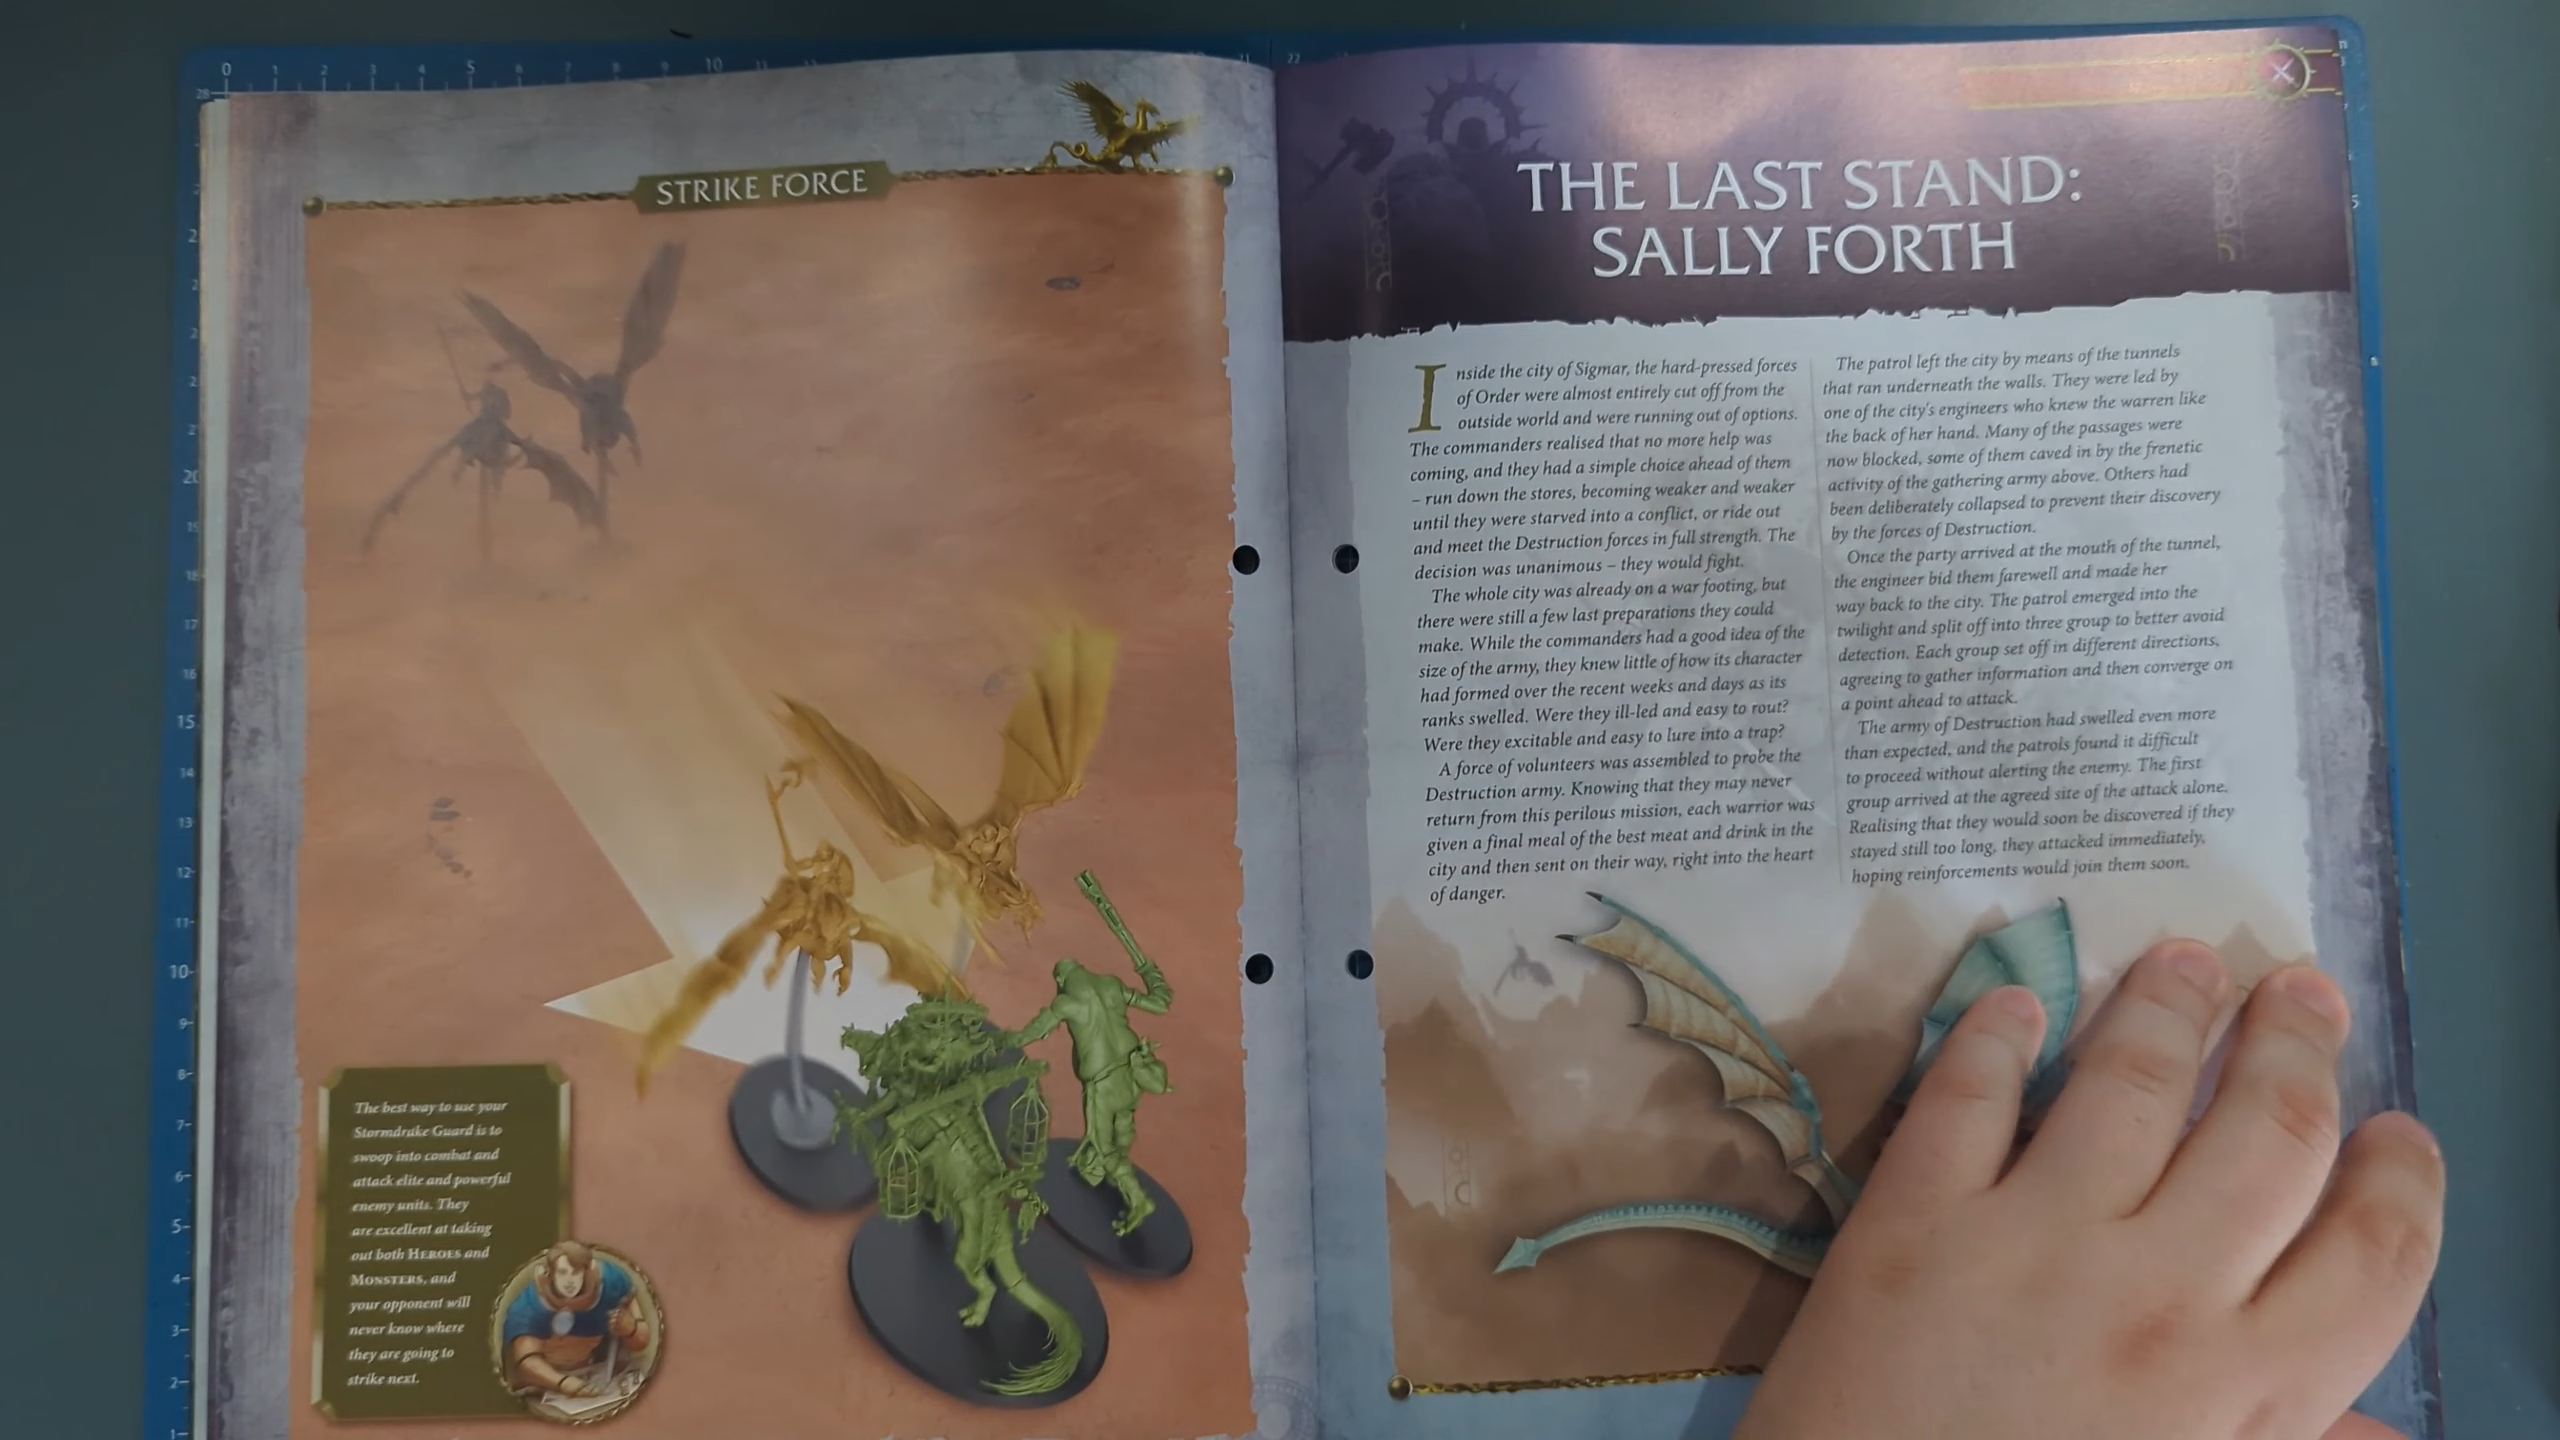 STRIKE FORCE
The best way to use your
Stormdrake Guard is to
swoop into combat and
attack elite and powerful
enemy units. They
are excellent at taking
out both HEROES and
MONSTERS, and
your opponent will
never know where
they are going to
strike next.
THE LAST STAND:
SALLY FORTH
Inside the city of Sigmar, the hard-pressed forces
of Order were almost entirely cut off from the
outside world and were running out of options.
The commanders realised that no more help was
coming, and they had a simple choice ahead of them
– run down the stores, becoming weaker and weaker
until they were starved into a conflict, or ride out
and meet the Destruction forces in full strength. The
decision was unanimous – they would fight.
The whole city was already on a war footing, but
there were still a few last preparations they could
make. While the commanders had a good idea of the
size of the army, they knew little of how its character
had formed over the recent weeks and days as its
ranks swelled. Were they ill-led and easy to rout?
Were they excitable and easy to lure into a trap?
A force of volunteers was assembled to probe the
Destruction army. Knowing that they may never
return from this perilous mission, each warrior was
given a final meal of the best meat and drink in the
city and then sent on their way, right into the heart
of danger.
The patrol left the city by means of the tunnels
that ran underneath the walls. They were led by
one of the city's engineers who knew the warren like
the back of her hand. Many of the passages were
now blocked, some of them caved in by the frenetic
activity of the gathering army above. Others had
been deliberately collapsed to prevent their discovery
by the forces of Destruction.
Once the party arrived at the mouth of the tunnel,
the engineer bid them farewell and made her
way back to the city. The patrol emerged into the
twilight and split off into three group to better avoid
detection. Each group set off in different directions,
agreeing to gather information and then converge on
a point ahead to attack.
The army of Destruction had swelled even more
than expected, and the patrols found it difficult
to proceed without alerting the enemy. The first
group arrived at the agreed site of the attack alone.
Realising that they would soon be discovered if they
stayed still too long, they attacked immediately,
hoping reinforcements would join them soon.